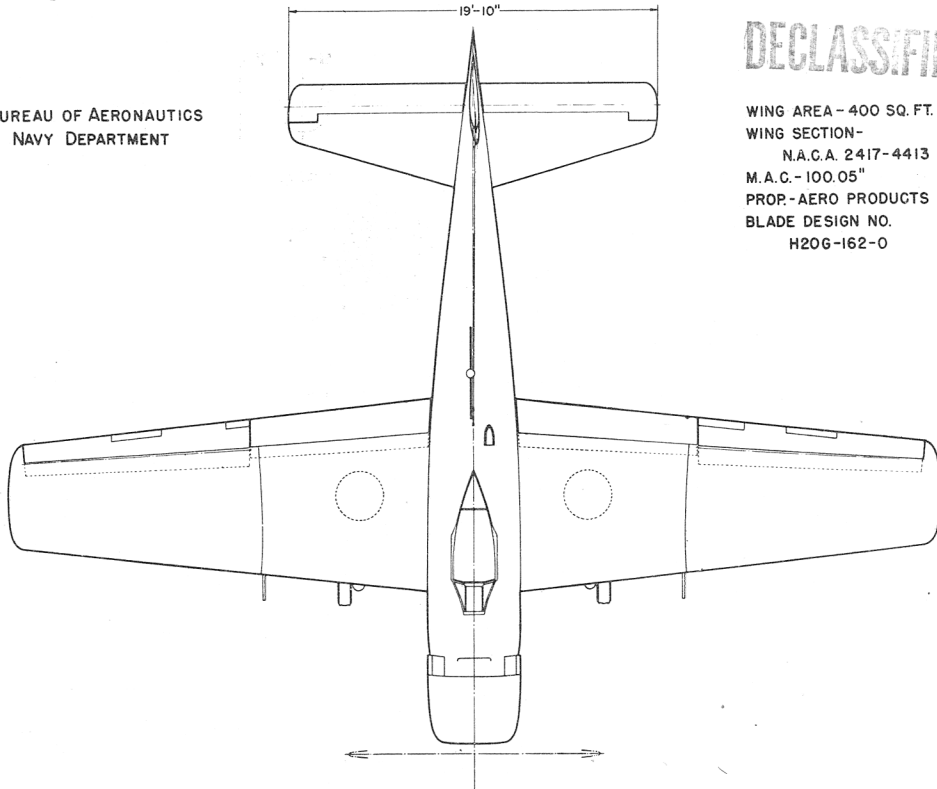 19'-10"
UREAU OF AERONAUTICS
NAVY DEPARTMENT
DECLASSIFI
WING AREA - 400 SQ. FT.
WING SECTION-
N.A.C.A. 2417-4413
M.A.C. - 100.05"
PROP. - AERO PRODUCTS
BLADE DESIGN NO.
H20G-162-0